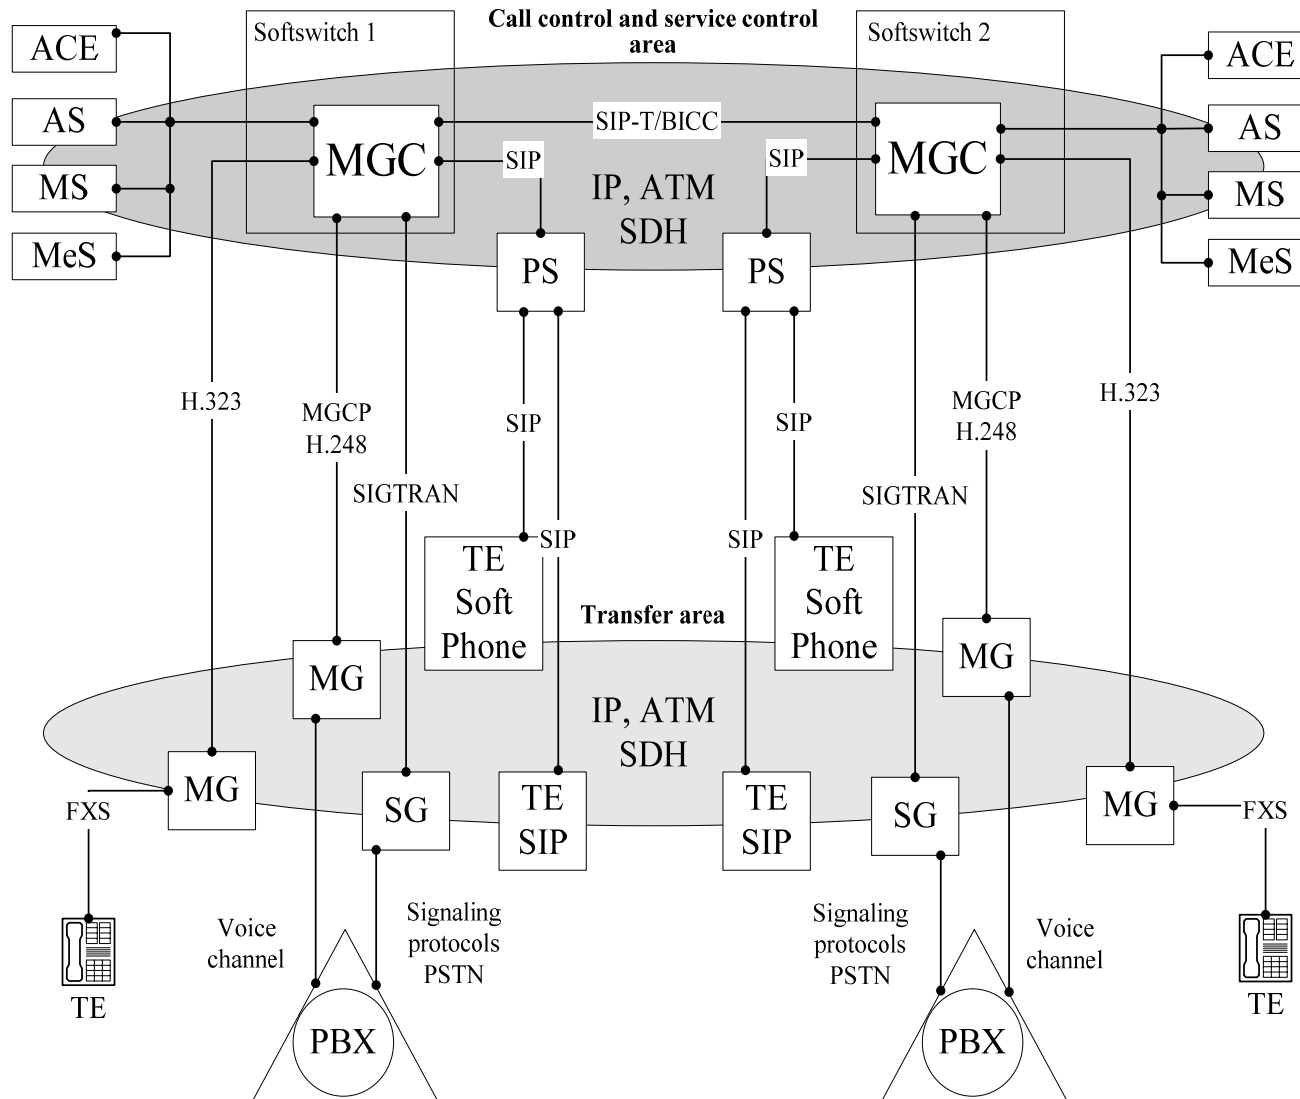 Call control and service control
area
Softswitch 1
Softswitch 2
ACE
AS
MS
MeS
MGC
SIP-T/BICC
SIP
IP, ATM
SDH
SIP
MGC
ACE
AS
MS
MeS
PS
PS
H.323
MGCP
H.248
SIGTRAN
SIP
SIP
SIP
SIP
MGCP
H.248
SIGTRAN
H.323
TE
Soft
Phone
TE
Soft
Phone
Transfer area
MG
MG
IP, ATM
SDH
MG
SG
TE
SIP
TE
SIP
SG
MG
FXS
FXS
Voice
channel
Signaling
protocols
PSTN
Signaling
protocols
PSTN
Voice
channel
TE
TE
PBX
PBX